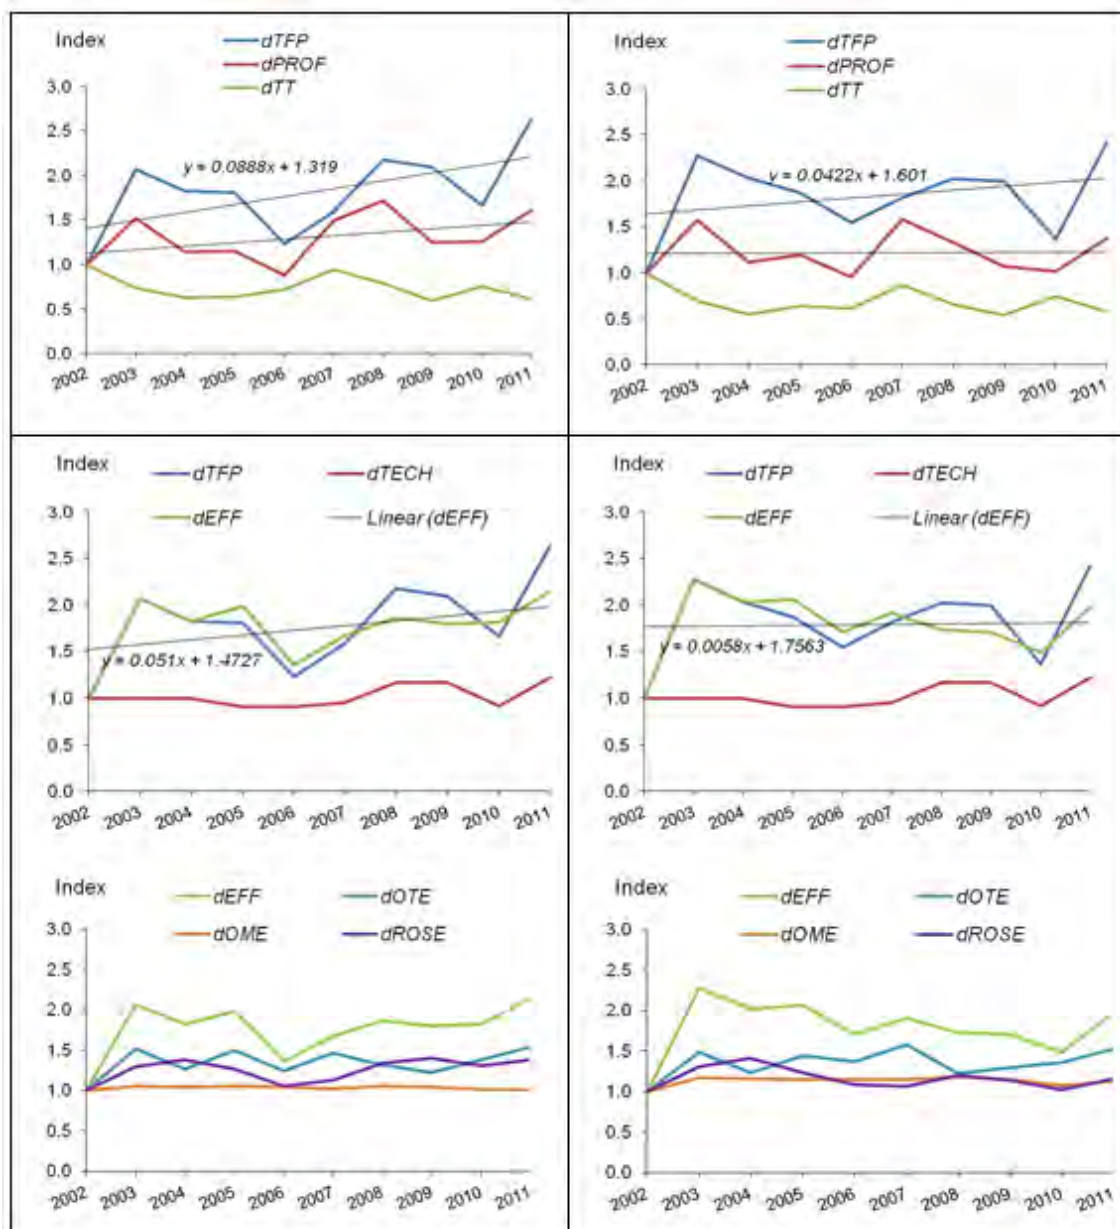 Index
dTFP
dPROF
dTT
3.0
2.5
2.0
1.5
1.0
0.5
0.0
y = 0.0888x + 1.319
2002 2003 2004 2005 2006 2007 2008 2009 2010 2011
Index
dTFP
dPROF
dTT
3.0
2.5
2.0
1.5
1.0
0.5
0.0
y = 0.0422x + 1.601
2002 2003 2004 2005 2006 2007 2008 2009 2010 2011
Index
dTFP dTECH
dEFF Linear (dEFF)
3.0
2.5
2.0
1.5
1.0
0.5
0.0
y = 0.051x + 1.4727
2002 2003 2004 2005 2006 2007 2008 2009 2010 2011
Index
dTFP dTECH
dEFF Linear (dEFF)
3.0
2.5
2.0
1.5
1.0
0.5
0.0
y = 0.0058x + 1.7563
2002 2003 2004 2005 2006 2007 2008 2009 2010 2011
Index
dEFF dOTE
dOME dROSE
3.0
2.5
2.0
1.5
1.0
0.5
0.0
2002 2003 2004 2005 2006 2007 2008 2009 2010 2011
Index
dEFF dOTE
dOME dROSE
3.0
2.5
2.0
1.5
1.0
0.5
0.0
2002 2003 2004 2005 2006 2007 2008 2009 2010 2011